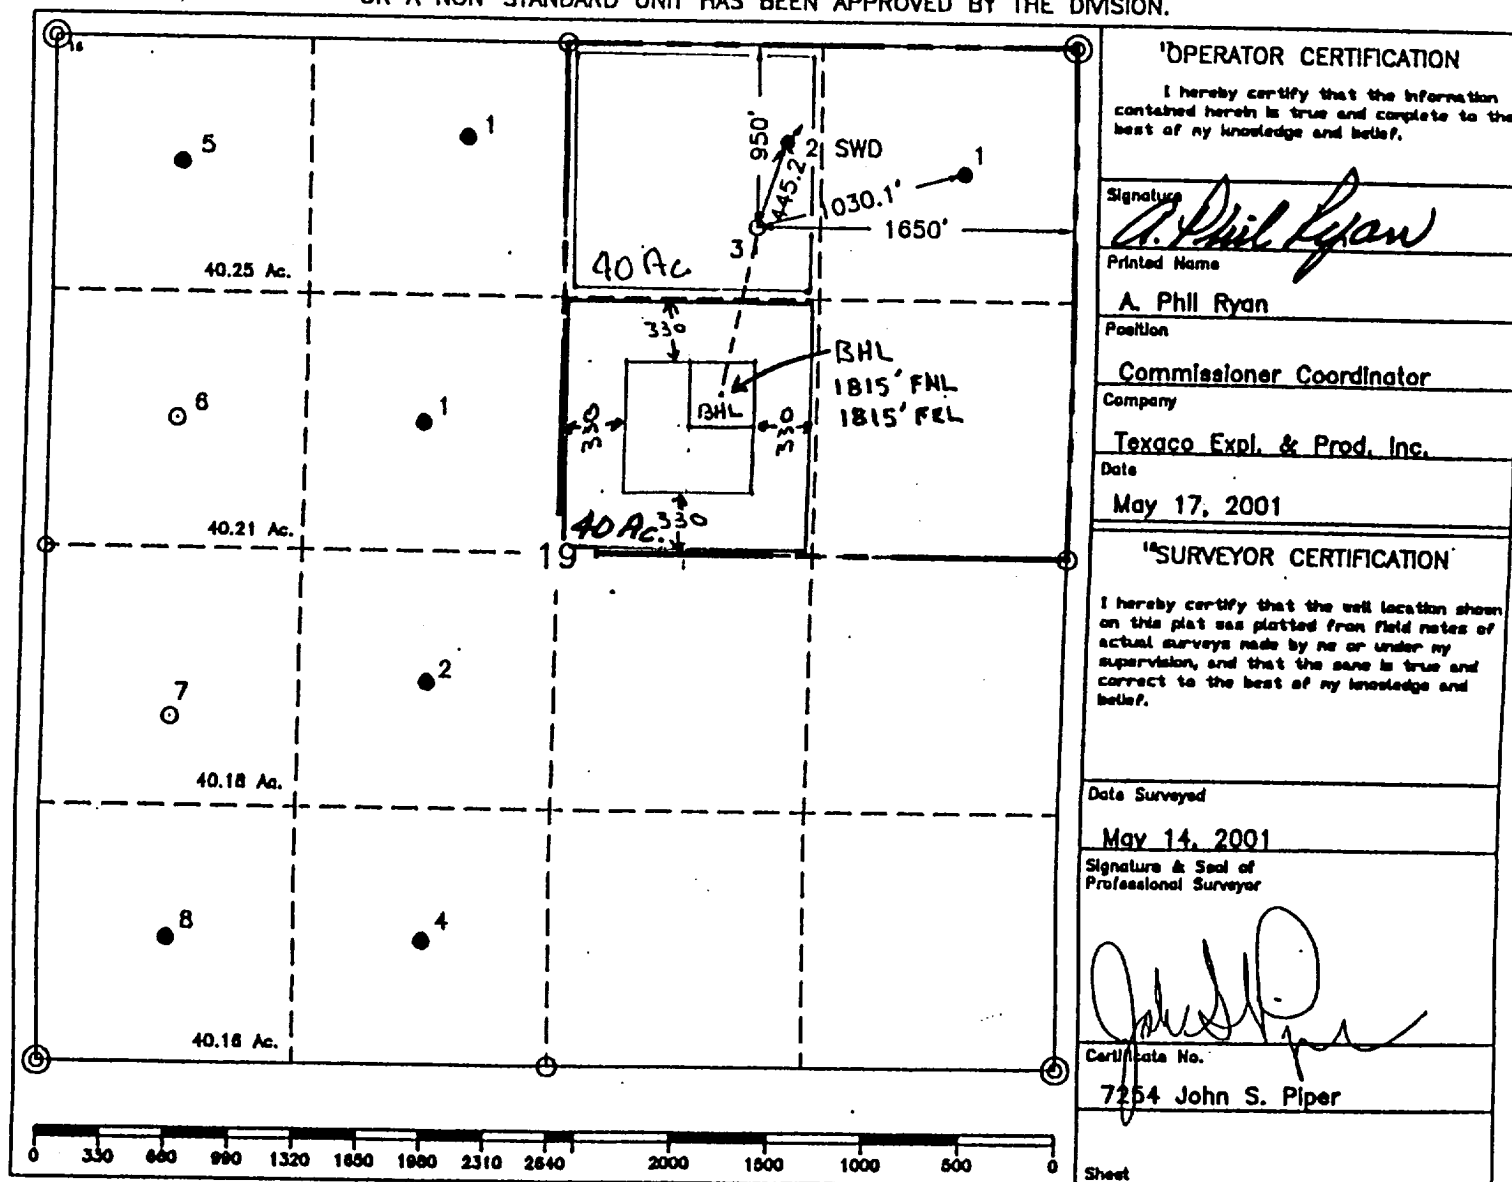 OR A NON-STANDARD UNIT HAS BEEN APPROVED BY THE DIVISION.
16
5
1
950'
2 SWD
445.2'
1
1030.1'
1650'
3
40.25 Ac.
40 Ac
330
BHL
1815' FNL
1815' FEL
6
1
BHL
330
330
40.21 Ac.
40 Ac.
330
19
7
2
40.18 Ac.
8
4
40.16 Ac.
0 330 660 990 1320 1650 1980 2310 2640 2000 1500 1000 500 0
OPERATOR CERTIFICATION
I hereby certify that the information
contained herein is true and complete to the
best of my knowledge and belief.
Signature
A. Phil Ryan
Printed Name
A. Phil Ryan
Position
Commissioner Coordinator
Company
Texaco Expl. & Prod. Inc.
Date
May 17, 2001
18 SURVEYOR CERTIFICATION
I hereby certify that the well location shown
on this plat was plotted from field notes of
actual surveys made by me or under my
supervision, and that the same is true and
correct to the best of my knowledge and
belief.
Date Surveyed
May 14, 2001
Signature & Seal of
Professional Surveyor
John S. Piper
Certificate No.
7254 John S. Piper
Sheet